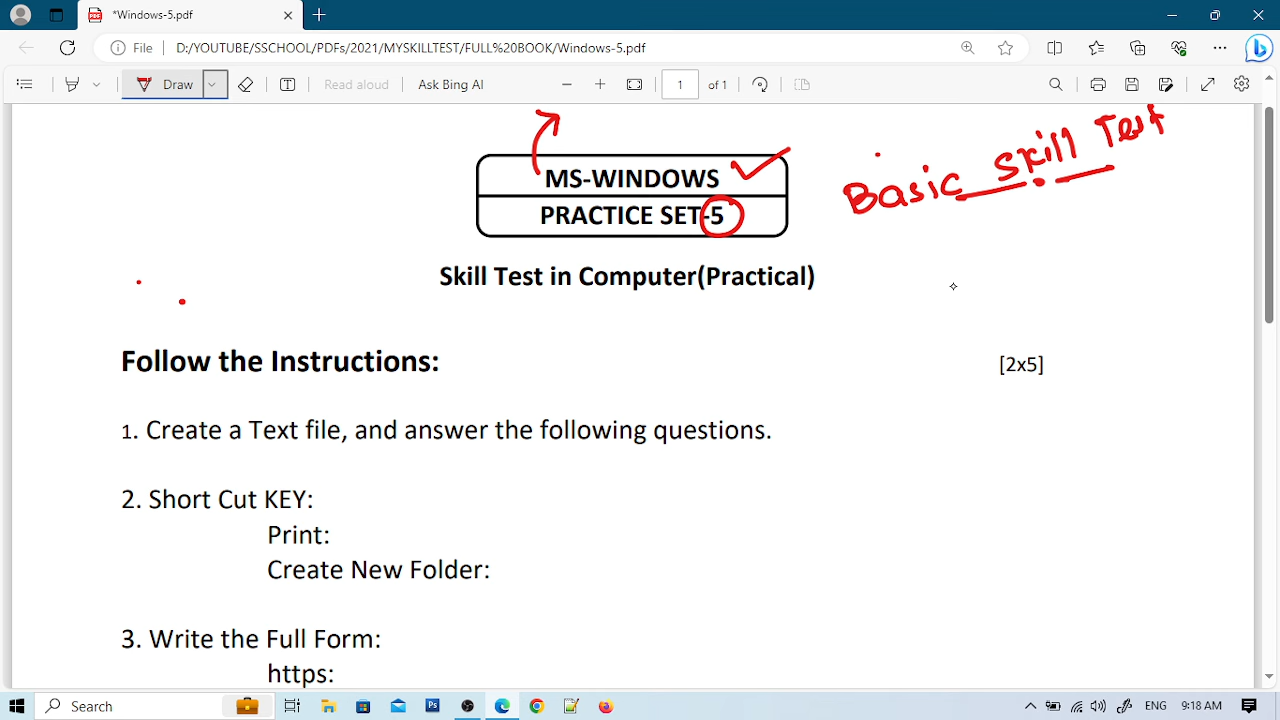 *Windows-5.pdf
File D:/YOUTUBE/SSCHOOL/PDFs/2021/MYSKILLTEST/FULL%20BOOK/Windows-5.pdf
Draw Read aloud Ask Bing AI 1 of 1
MS-WINDOWS
PRACTICE SET-5
Basic Skill Test
Skill Test in Computer(Practical)
Follow the Instructions: [2x5]
1. Create a Text file, and answer the following questions.
2. Short Cut KEY:
Print:
Create New Folder:
3. Write the Full Form:
https:
Search ENG 9:18 AM